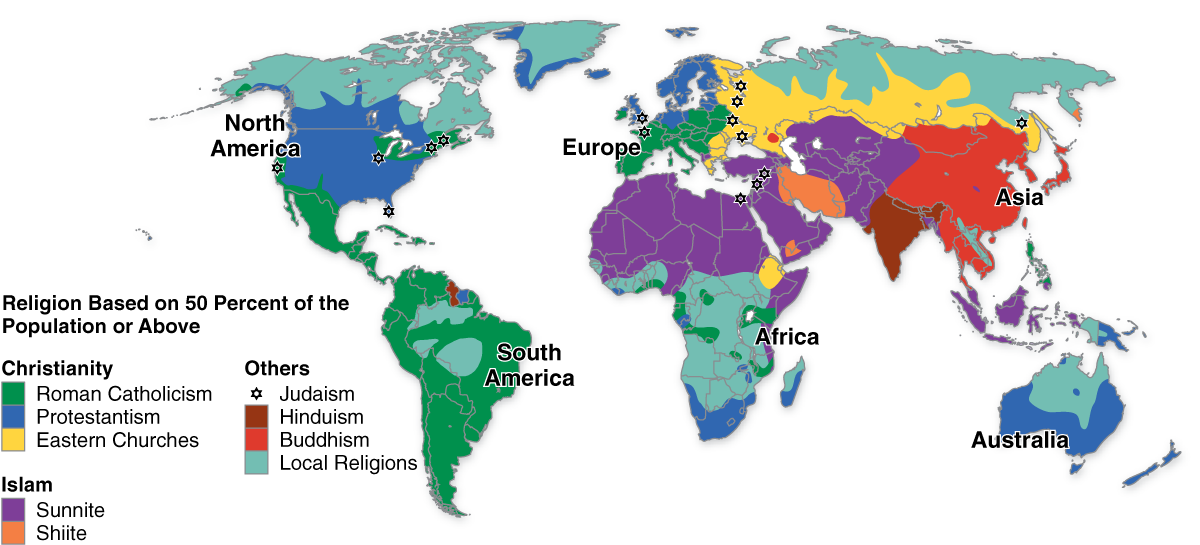 North
America
Europe
Asia
Africa
South
America
Australia
Religion Based on 50 Percent of the
Population or Above
Christianity
Roman Catholicism
Protestantism
Eastern Churches
Islam
Sunnite
Shiite
Others
Judaism
Hinduism
Buddhism
Local Religions